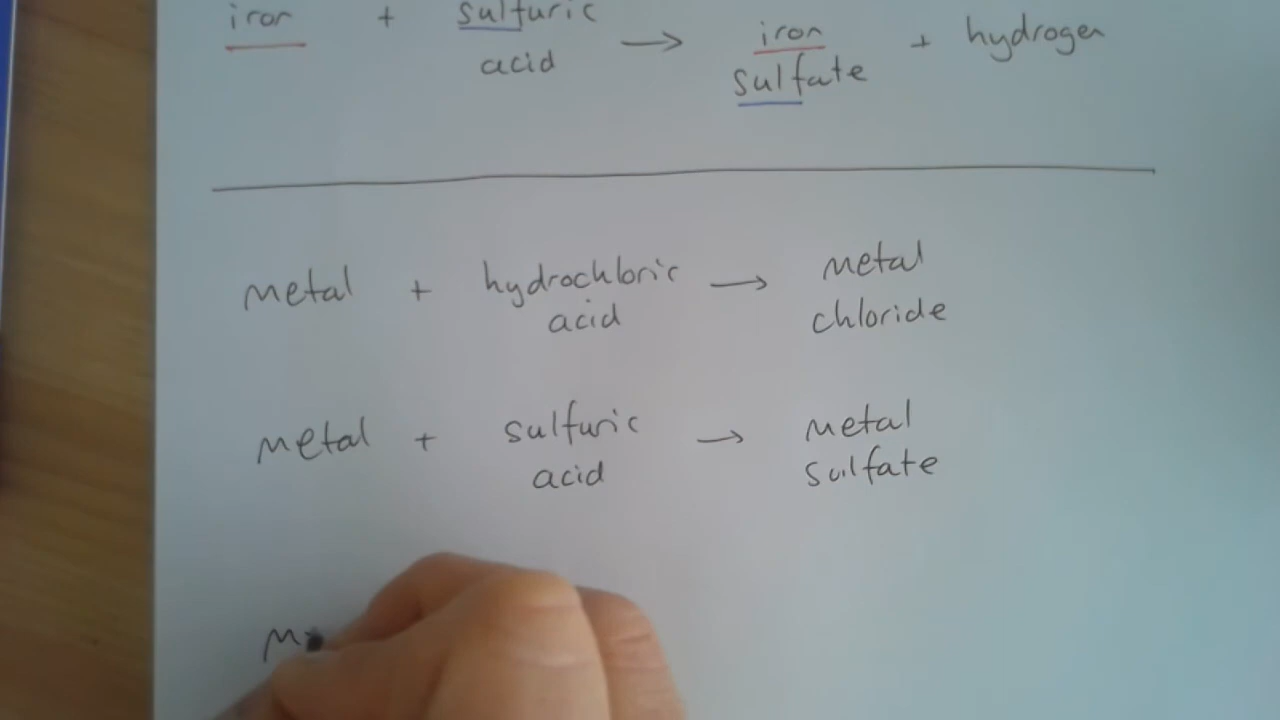 iron + sulfuric acid → iron sulfate + hydrogen
metal + hydrochloric acid → metal chloride
metal + sulfuric acid → metal sulfate